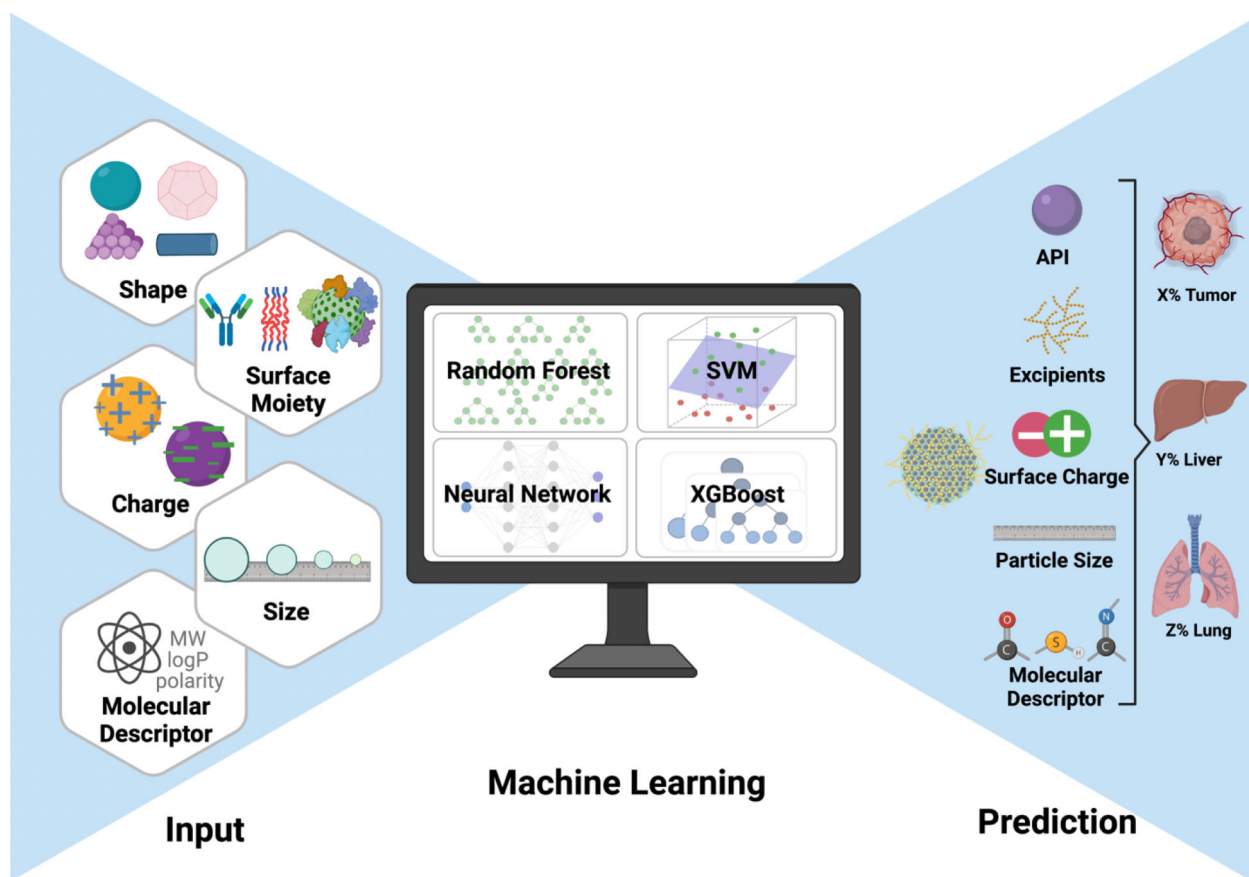 Shape
Surface
Moiety
Charge
Size
MW
logP
polarity
Molecular
Descriptor
Input
Random Forest
SVM
Neural Network
XGBoost
Machine Learning
API
Excipients
Surface Charge
Particle Size
O
C
S
H
N
C
Molecular
Descriptor
X% Tumor
Y% Liver
Z% Lung
Prediction